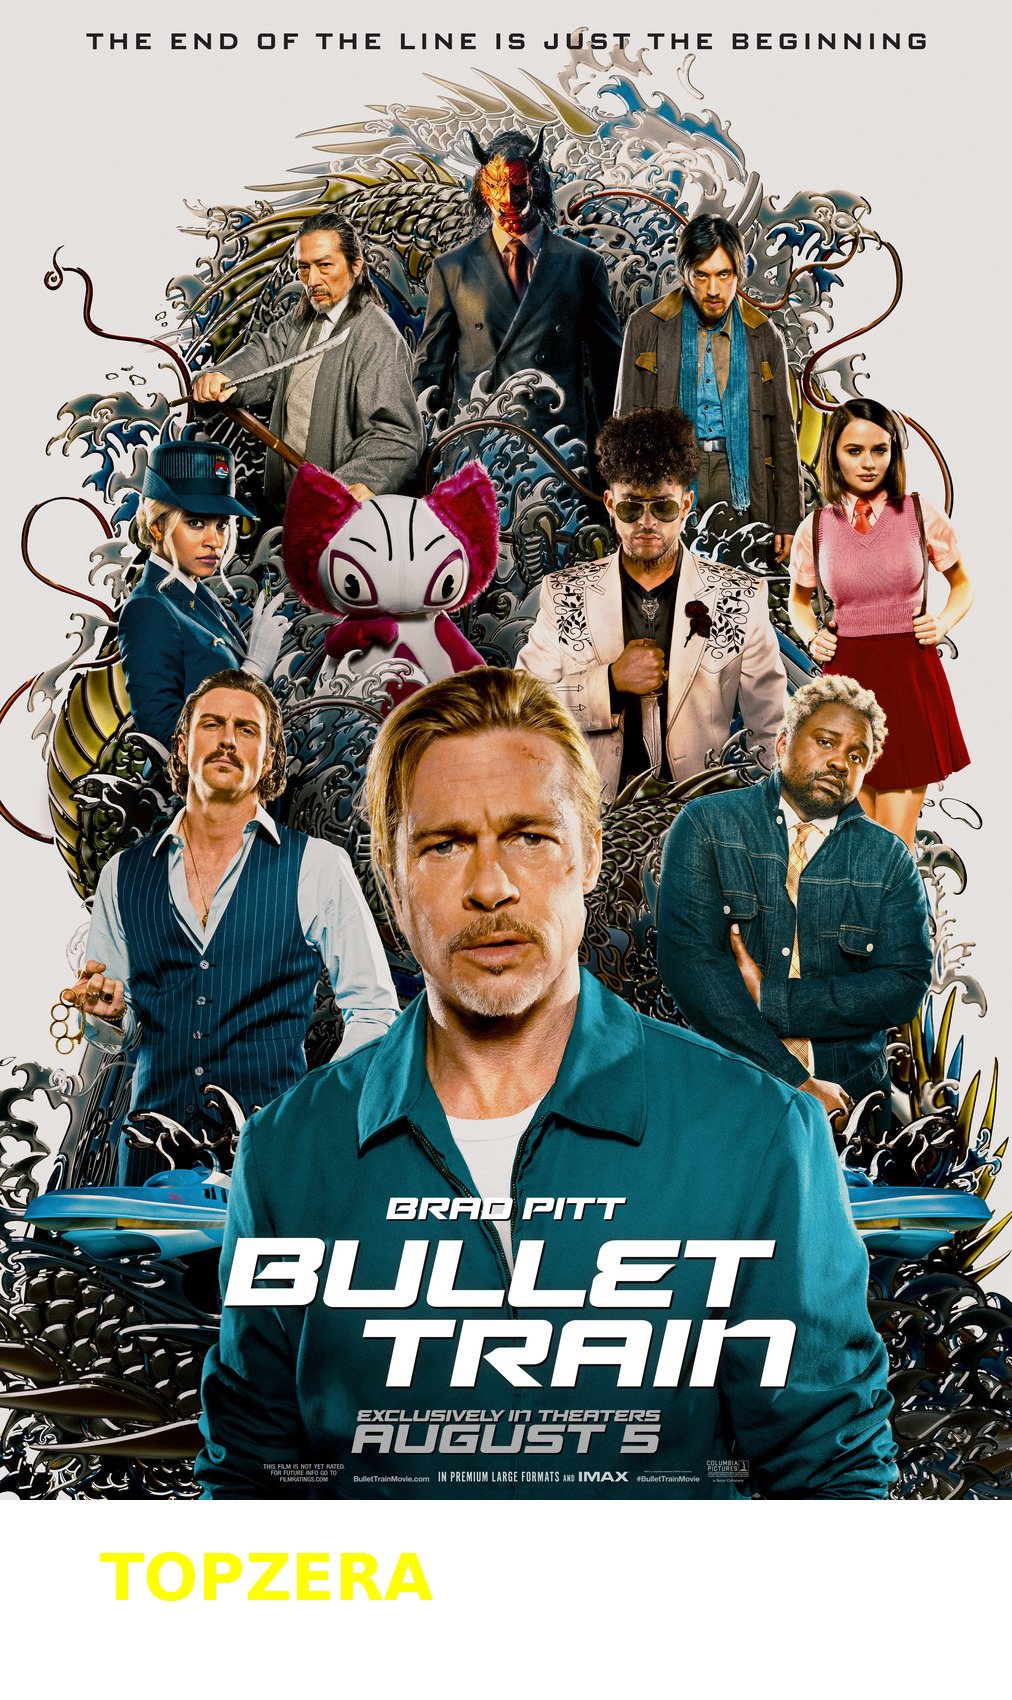 THE END OF THE LINE IS JUST THE BEGINNING
BRAD PITT
BULLET
TRAIN
EXCLUSIVELY IN THEATERS
AUGUST 5
THIS FILM IS NOT YET RATED.
FOR FUTURE INFO GO TO
FILMRATINGS.COM
BulletTrainMovie.com
IN PREMIUM LARGE FORMATS AND IMAX
#BulletTrainMovie
COLUMBIA
PICTURES
a Sony Company
TOPZERA